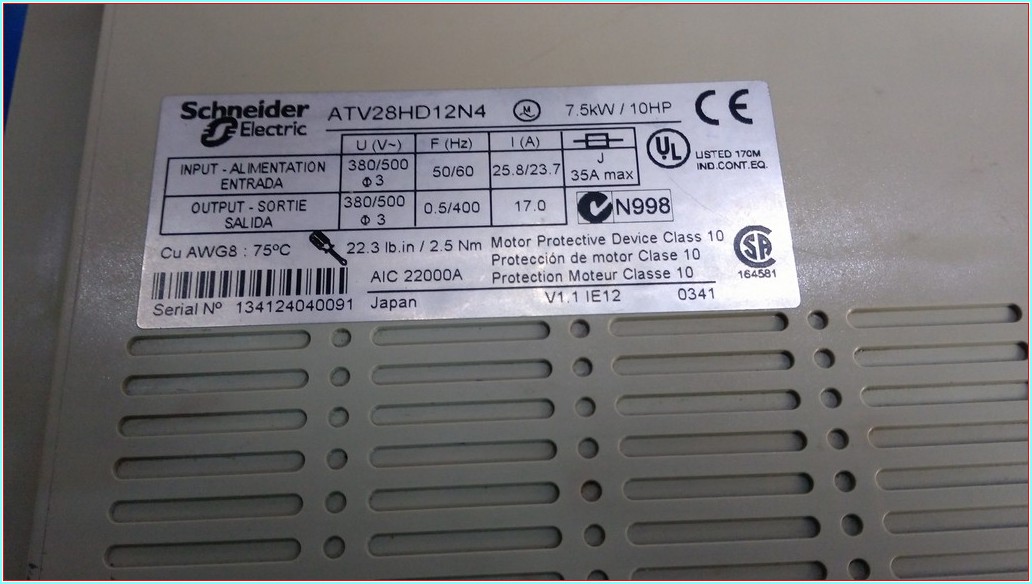 Schneider Electric ATV28HD12N4 M 7.5kW / 10HP CE
U (V~) F (Hz) I (A)
INPUT - ALIMENTATION ENTRADA 380/500 Φ 3 50/60 25.8/23.7 J 35A max
UL LISTED 170M IND.CONT.EQ.
OUTPUT - SORTIE SALIDA 380/500 Φ 3 0.5/400 17.0 N998
Cu AWG8 : 75ºC 22.3 lb.in / 2.5 Nm Motor Protective Device Class 10
Protección de motor Clase 10
AIC 22000A Protection Moteur Classe 10
SA 164581
Serial Nº 134124040091 Japan V1.1 IE12 0341